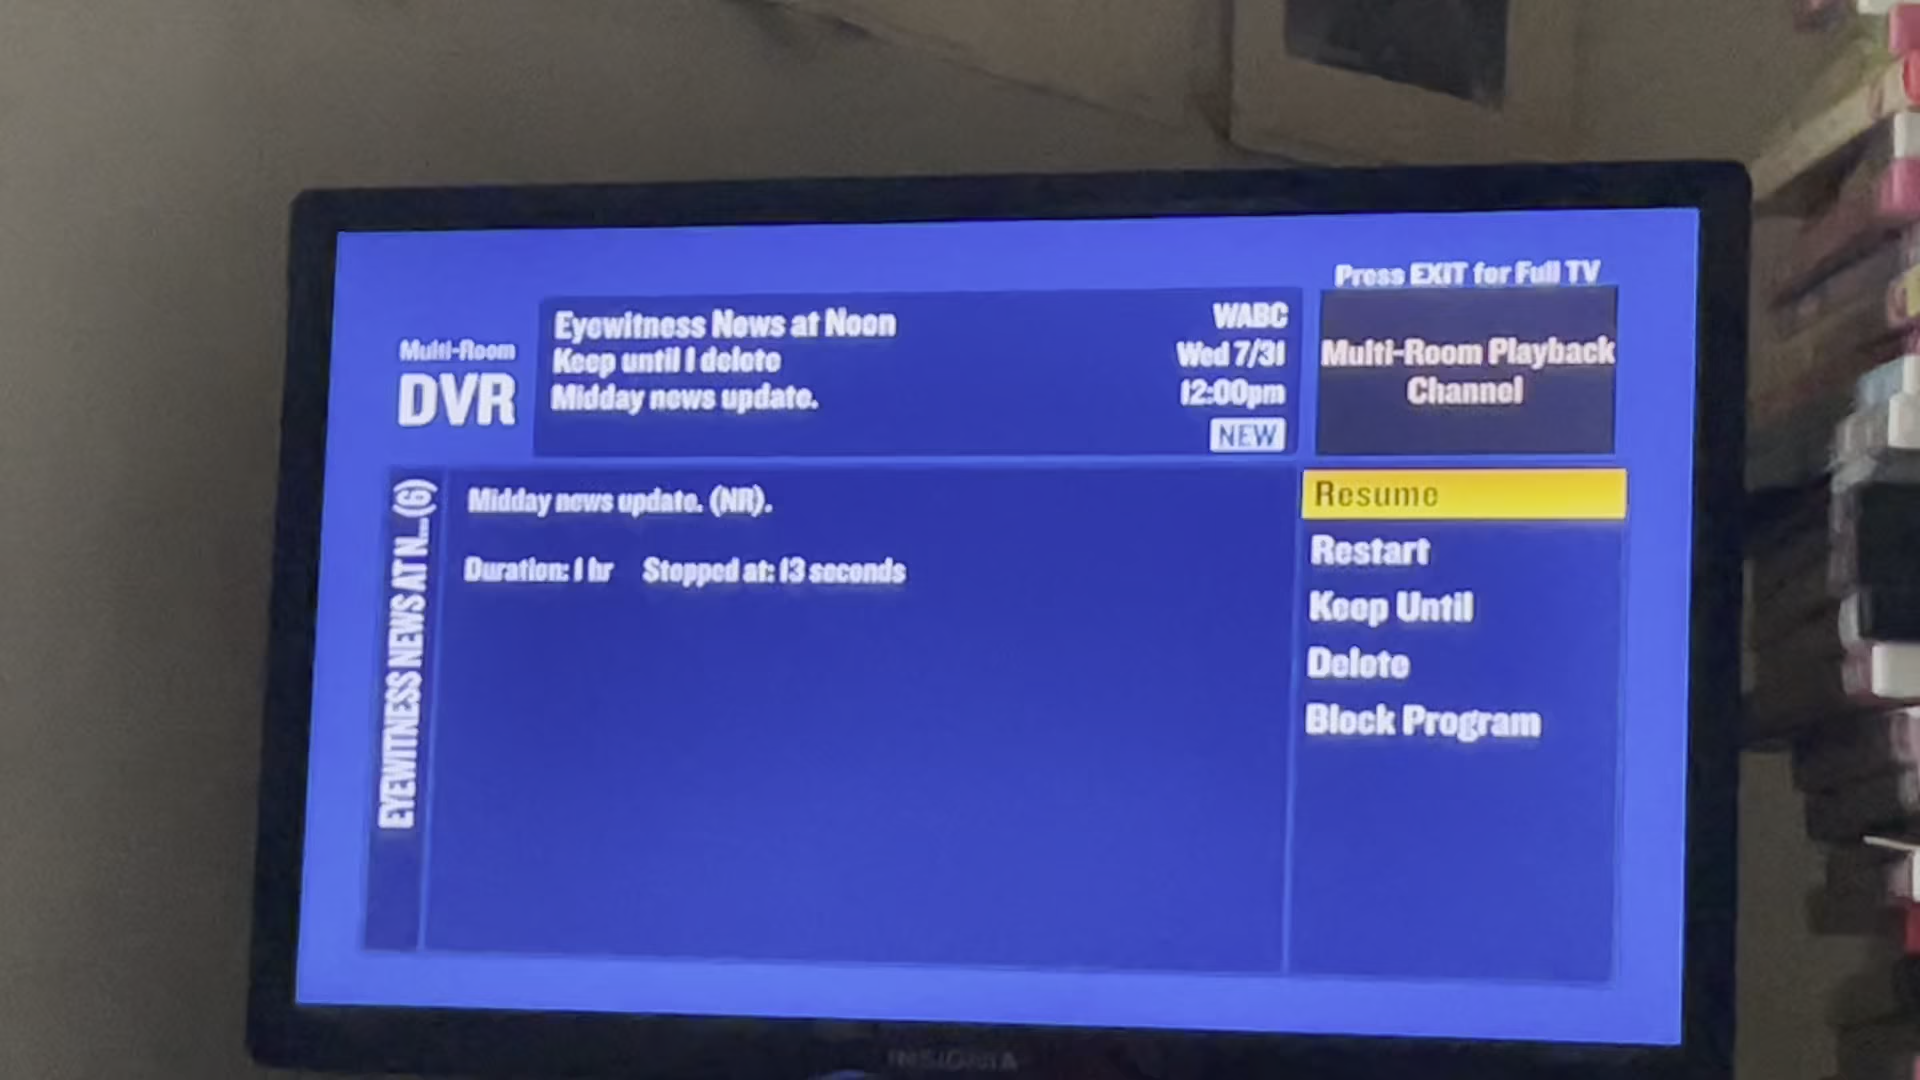 Press EXIT for Full TV
Multi-Room
DVR
Eyewitness News at Noon
Keep until I delete
Midday news update.
WABC
Wed 7/31
12:00pm
NEW
Multi-Room Playback
Channel
EYEWITNESS NEWS AT N...(6)
Midday news update. (NR).
Duration: 1 hr Stopped at: 13 seconds
Resume
Restart
Keep Until
Delete
Block Program
INSIGNIA